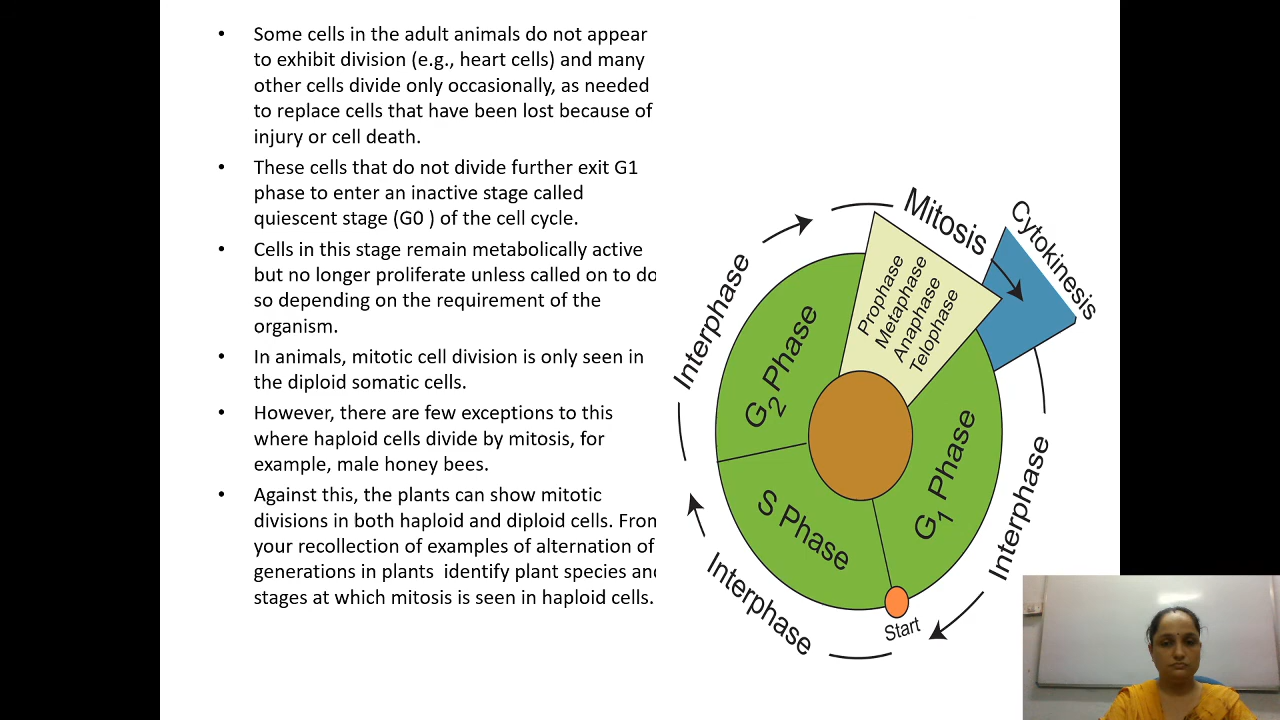 • Some cells in the adult animals do not appear
to exhibit division (e.g., heart cells) and many
other cells divide only occasionally, as needed
to replace cells that have been lost because of
injury or cell death.
• These cells that do not divide further exit G1
phase to enter an inactive stage called
quiescent stage (G0 ) of the cell cycle.
• Cells in this stage remain metabolically active
but no longer proliferate unless called on to do
so depending on the requirement of the
organism.
• In animals, mitotic cell division is only seen in
the diploid somatic cells.
• However, there are few exceptions to this
where haploid cells divide by mitosis, for
example, male honey bees.
• Against this, the plants can show mitotic
divisions in both haploid and diploid cells. From
your recollection of examples of alternation of
generations in plants identify plant species and
stages at which mitosis is seen in haploid cells.
Mitosis
Cytokinesis
Interphase
Prophase
Metaphase
Anaphase
Telophase
G2 Phase
G1 Phase
S Phase
Interphase
Interphase
Start